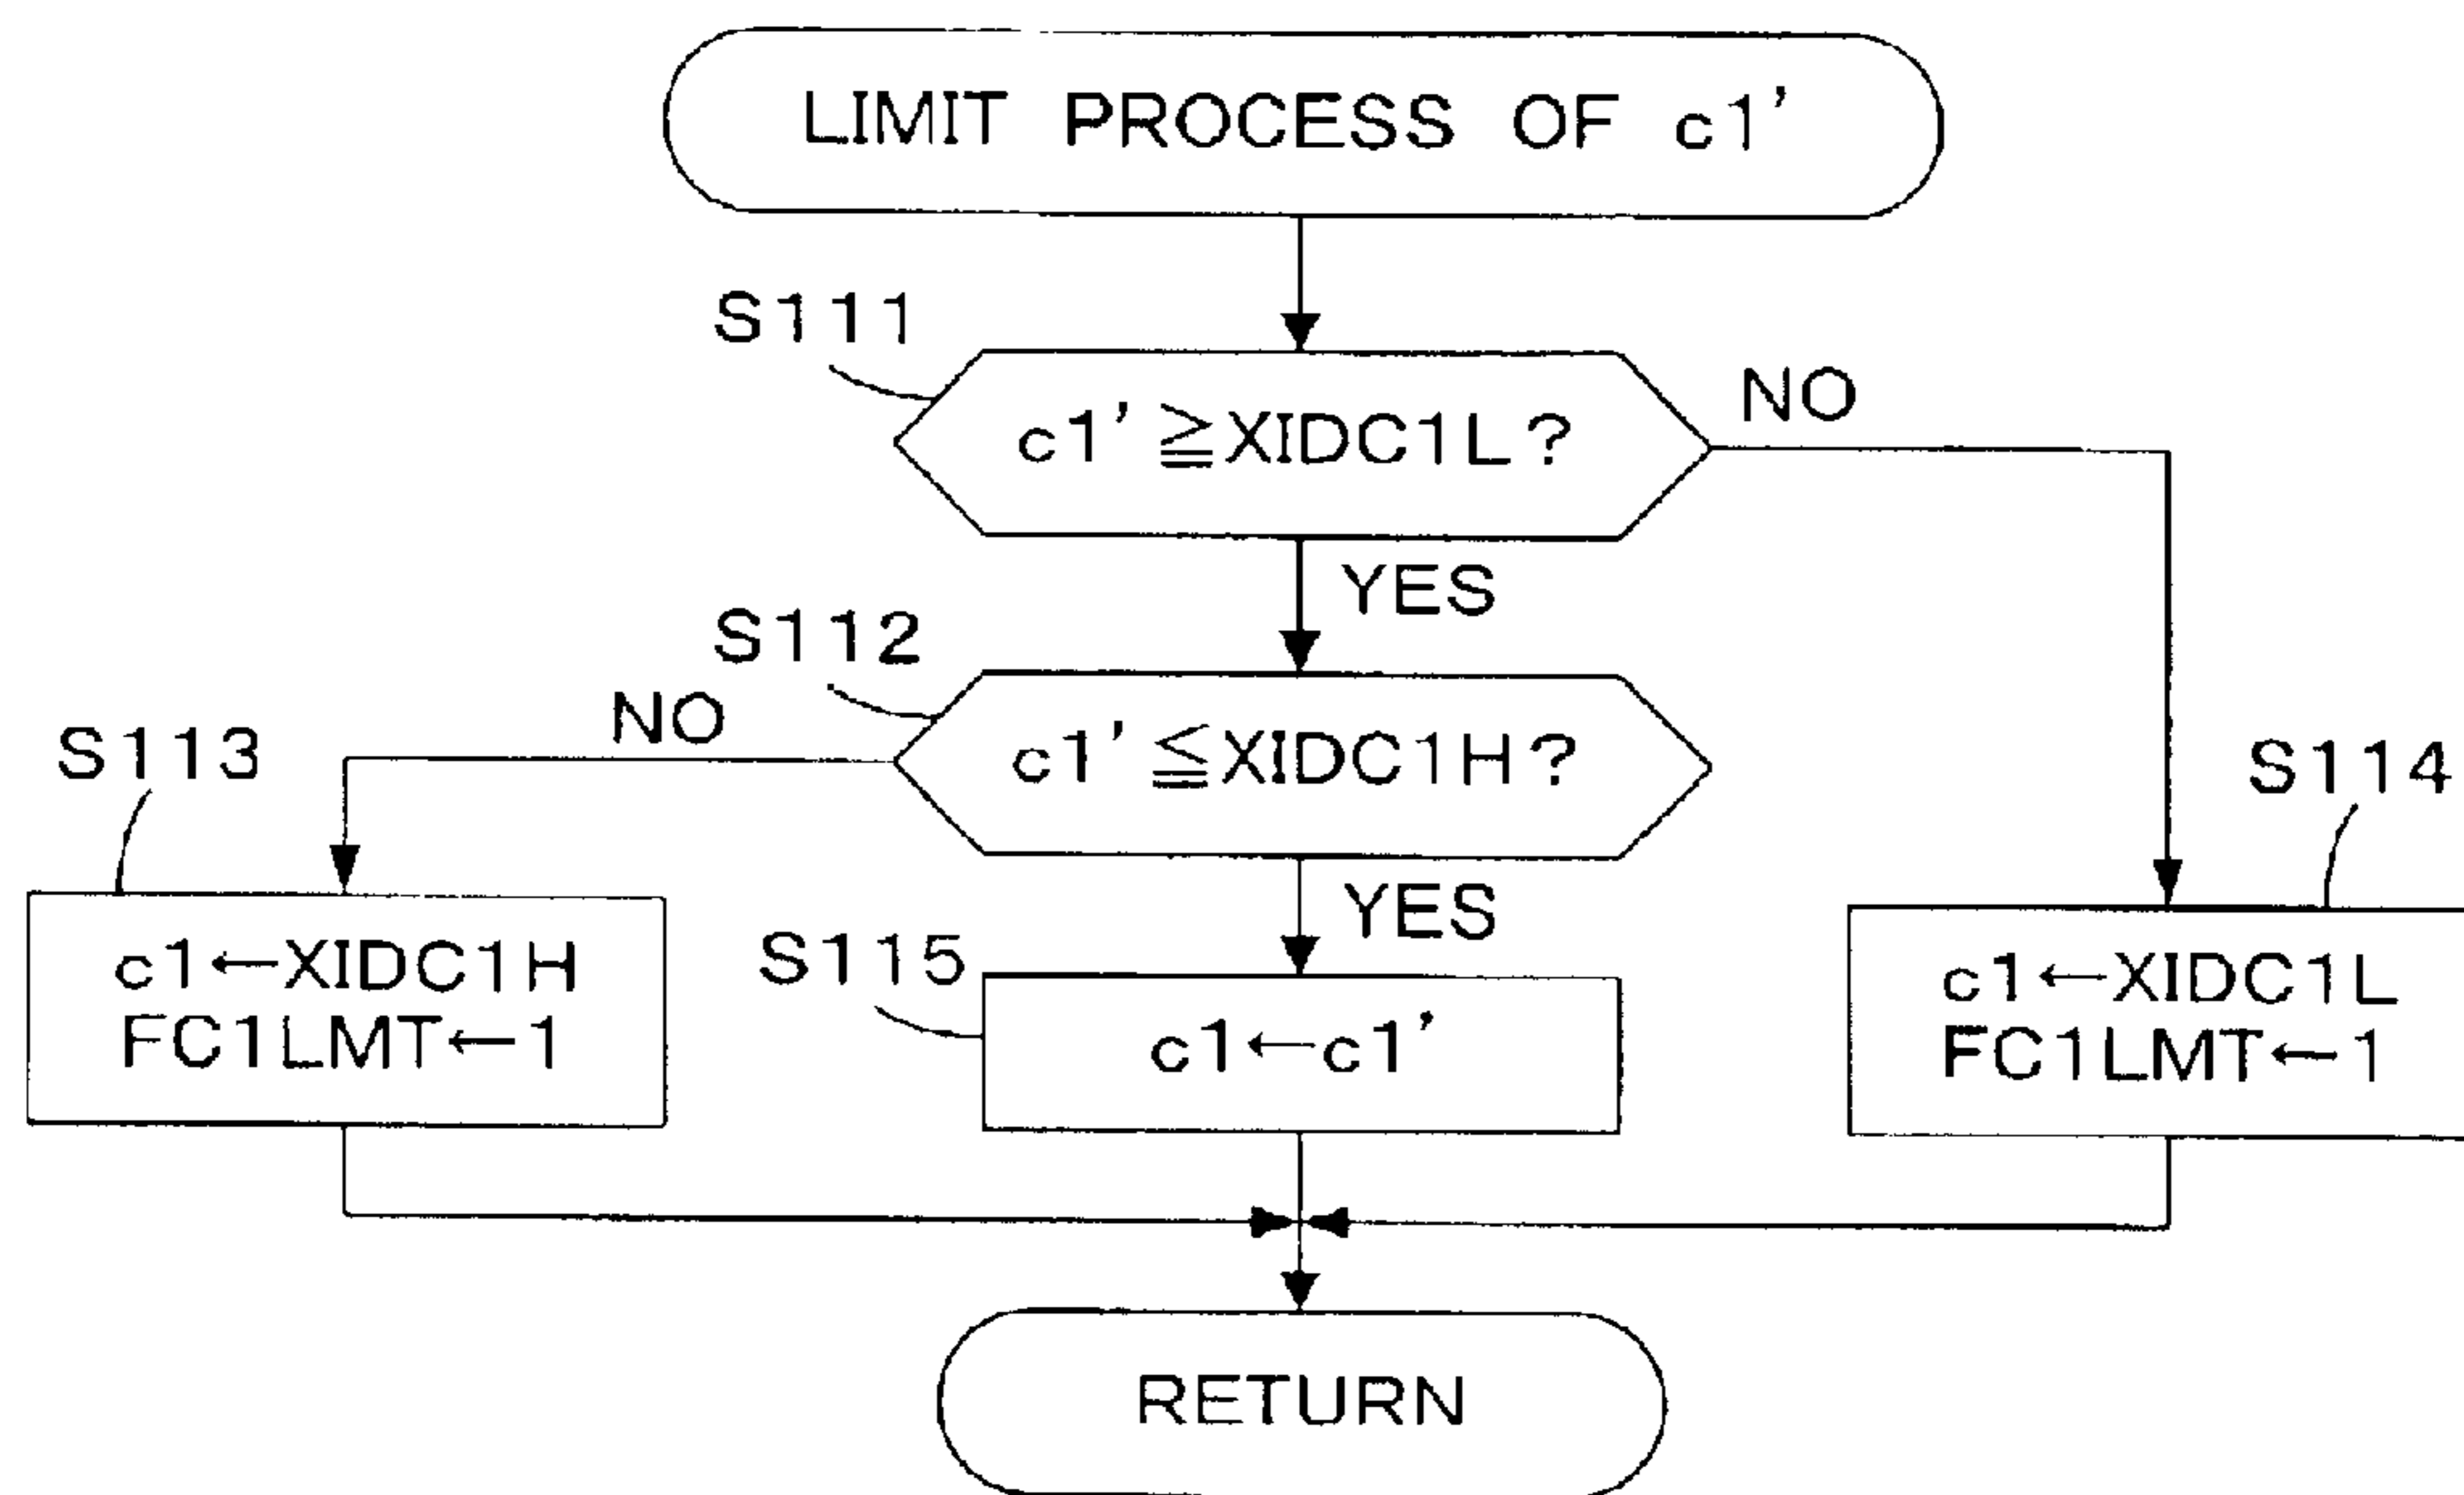 LIMIT PROCESS OF c1'
S111
c1' ≧XIDC1L?
NO
YES
S112
c1' ≦XIDC1H?
NO
YES
S113
c1←XIDC1H
FC1LMT←1
S115
c1←c1'
S114
c1←XIDC1L
FC1LMT←1
RETURN